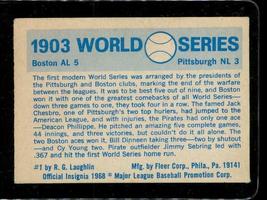 1903 WORLD SERIES
Boston AL 5 Pittsburgh NL 3
The first modern World Series was arranged by the presidents
of the Pittsburgh and Boston clubs, marking the end of the warfare
between the leagues. It was to be best five out of nine, and Boston
won it with one of the greatest comebacks of all World Series—
down three games to one, they took four in a row. The famed Jack
Chesbro, one of Pittsburgh's two top hurlers, had jumped to the
American League, and with injuries, the Pirates had only one
ace—Deacon Phillippe. He pitched an amazing five complete games,
44 innings, and three victories, but couldn't do it all alone. The
two Boston aces won it, Bill Dinneen taking three—two by shutout
—and Cy Young two. Pirate outfielder Jimmy Sebring led with
.367 and hit the first World Series home run.
#1 by R. G. Laughlin Mfg. by Fleer Corp., Phila., Pa. 19141
Official Insignia 1968 © Major League Baseball Promotion Corp.